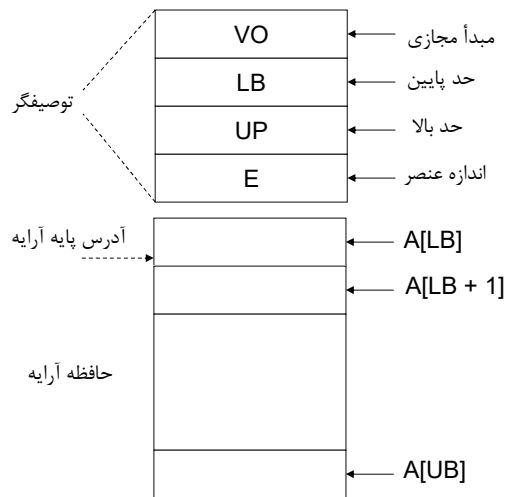 VO
مبدأ مجازی
LB
حد پایین
توصیفگر
UP
حد بالا
E
اندازه عنصر
آدرس پایه آرایه
A[LB]
A[LB + 1]
حافظه آرایه
A[UB]